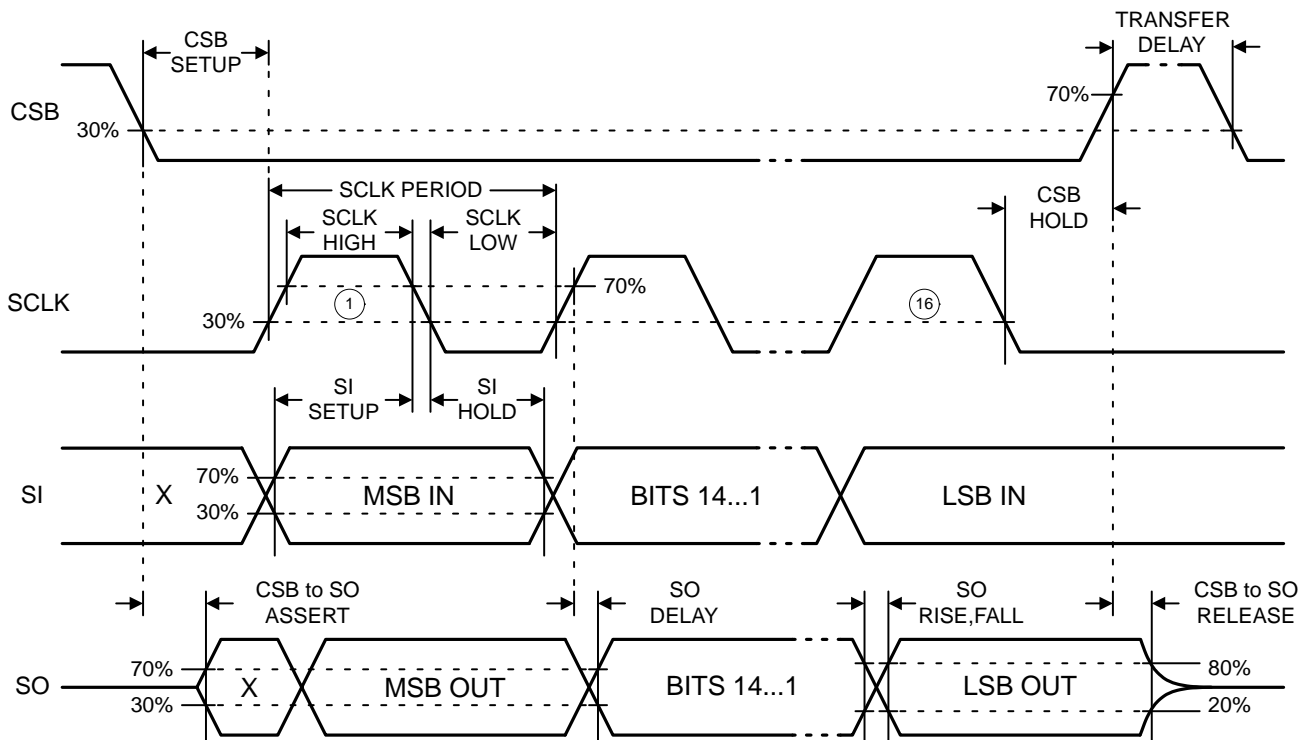 TRANSFER
DELAY
CSB
SETUP
CSB
70%
30%
SCLK PERIOD
CSB
HOLD
SCLK
HIGH
SCLK
LOW
SCLK
1
70%
16
30%
SI
SETUP
SI
HOLD
SI
70%
30%
X
MSB IN
BITS 14...1
LSB IN
CSB to SO
ASSERT
SO
DELAY
SO
RISE,FALL
CSB to SO
RELEASE
SO
70%
30%
X
MSB OUT
BITS 14...1
LSB OUT
80%
20%